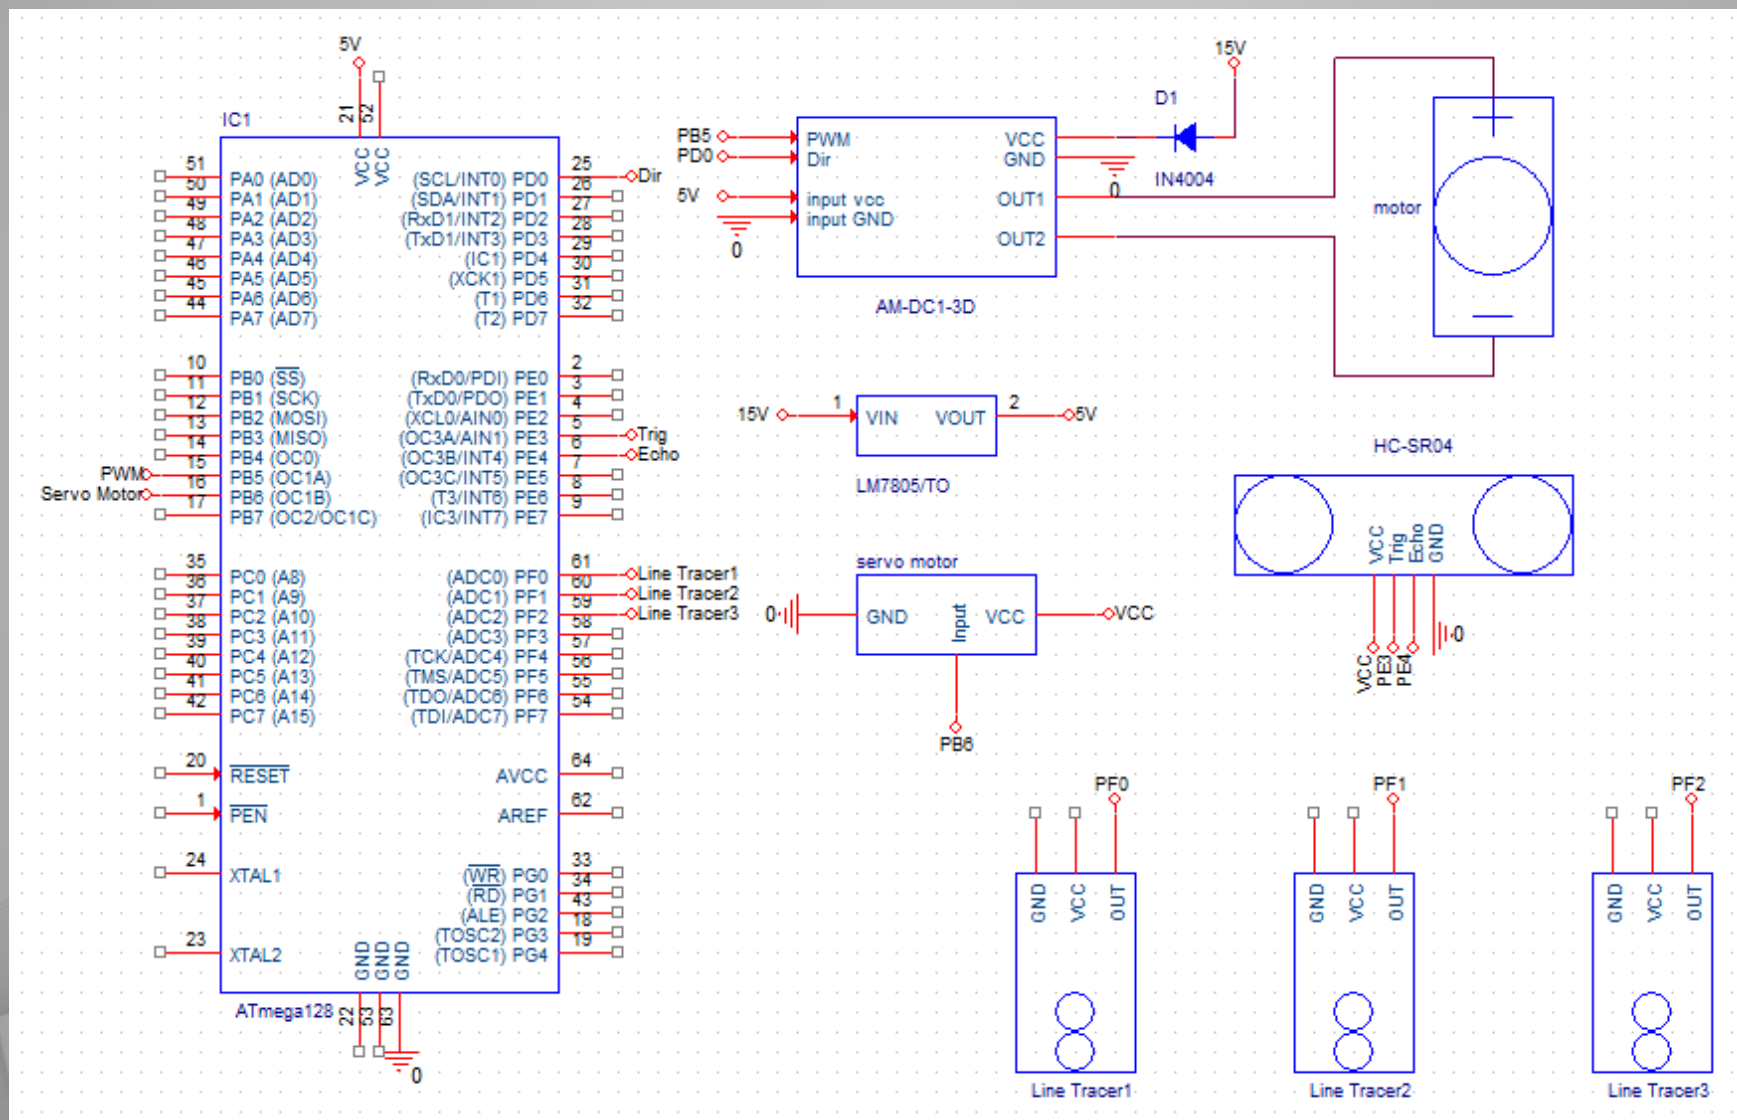 5V
21
52
IC1
VCC
VCC
51 PA0 (AD0)
50 PA1 (AD1)
49 PA2 (AD2)
48 PA3 (AD3)
47 PA4 (AD4)
46 PA5 (AD5)
45 PA6 (AD6)
44 PA7 (AD7)
10 PB0 (SS)
11 PB1 (SCK)
12 PB2 (MOSI)
13 PB3 (MISO)
14 PB4 (OC0)
PWM 15 PB5 (OC1A)
Servo Motor 16 PB6 (OC1B)
17 PB7 (OC2/OC1C)
35 PC0 (A8)
36 PC1 (A9)
37 PC2 (A10)
38 PC3 (A11)
39 PC4 (A12)
40 PC5 (A13)
41 PC6 (A14)
42 PC7 (A15)
20 RESET
1 PEN
24 XTAL1
23 XTAL2
(SCL/INT0) PD0 25 Dir
(SDA/INT1) PD1 26
(RxD1/INT2) PD2 27
(TxD1/INT3) PD3 28
(IC1) PD4 29
(XCK1) PD5 30
(T1) PD6 31
(T2) PD7 32
(RxD0/PDI) PE0 2
(TxD0/PDO) PE1 3
(XCL0/AIN0) PE2 4
(OC3A/AIN1) PE3 5 Trig
(OC3B/INT4) PE4 6 Echo
(OC3C/INT5) PE5 7
(T3/INT6) PE6 8
(IC3/INT7) PE7 9
(ADC0) PF0 61 Line Tracer1
(ADC1) PF1 60 Line Tracer2
(ADC2) PF2 59 Line Tracer3
(ADC3) PF3 58
(TCK/ADC4) PF4 57
(TMS/ADC5) PF5 56
(TDO/ADC6) PF6 55
(TDI/ADC7) PF7 54
AVCC 64
AREF 62
(WR) PG0 33
(RD) PG1 34
(ALE) PG2 43
(TOSC2) PG3 18
(TOSC1) PG4 19
GND
GND
GND
ATmega128
22
53
63
0
PB5 PWM
PD0 Dir
5V input vcc
input GND
0
VCC
GND
OUT1
OUT2
0
AM-DC1-3D
D1
IN4004
15V
motor
15V 1 VIN VOUT 2 5V
LM7805/TO
servo motor
0 GND Input VCC VCC
PB6
HC-SR04
VCC
Trig
Echo
GND
VCC
PE3
PE4
0
PF0
GND
VCC
OUT
Line Tracer1
PF1
GND
VCC
OUT
Line Tracer2
PF2
GND
VCC
OUT
Line Tracer3